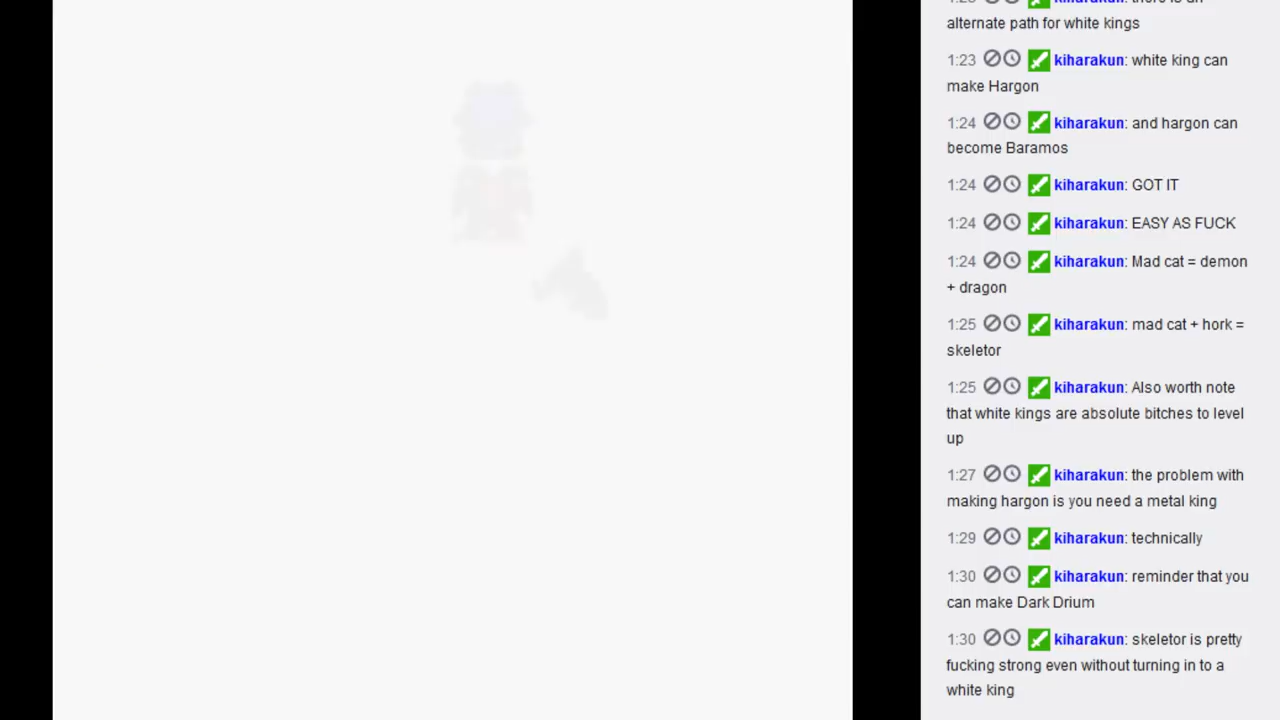 alternate path for white kings
1:23 kiharakun: white king can
make Hargon
1:24 kiharakun: and hargon can
become Baramos
1:24 kiharakun: GOT IT
1:24 kiharakun: EASY AS FUCK
1:24 kiharakun: Mad cat = demon
+ dragon
1:25 kiharakun: mad cat + hork =
skeletor
1:25 kiharakun: Also worth note
that white kings are absolute bitches to level
up
1:27 kiharakun: the problem with
making hargon is you need a metal king
1:29 kiharakun: technically
1:30 kiharakun: reminder that you
can make Dark Drium
1:30 kiharakun: skeletor is pretty
fucking strong even without turning in to a
white king